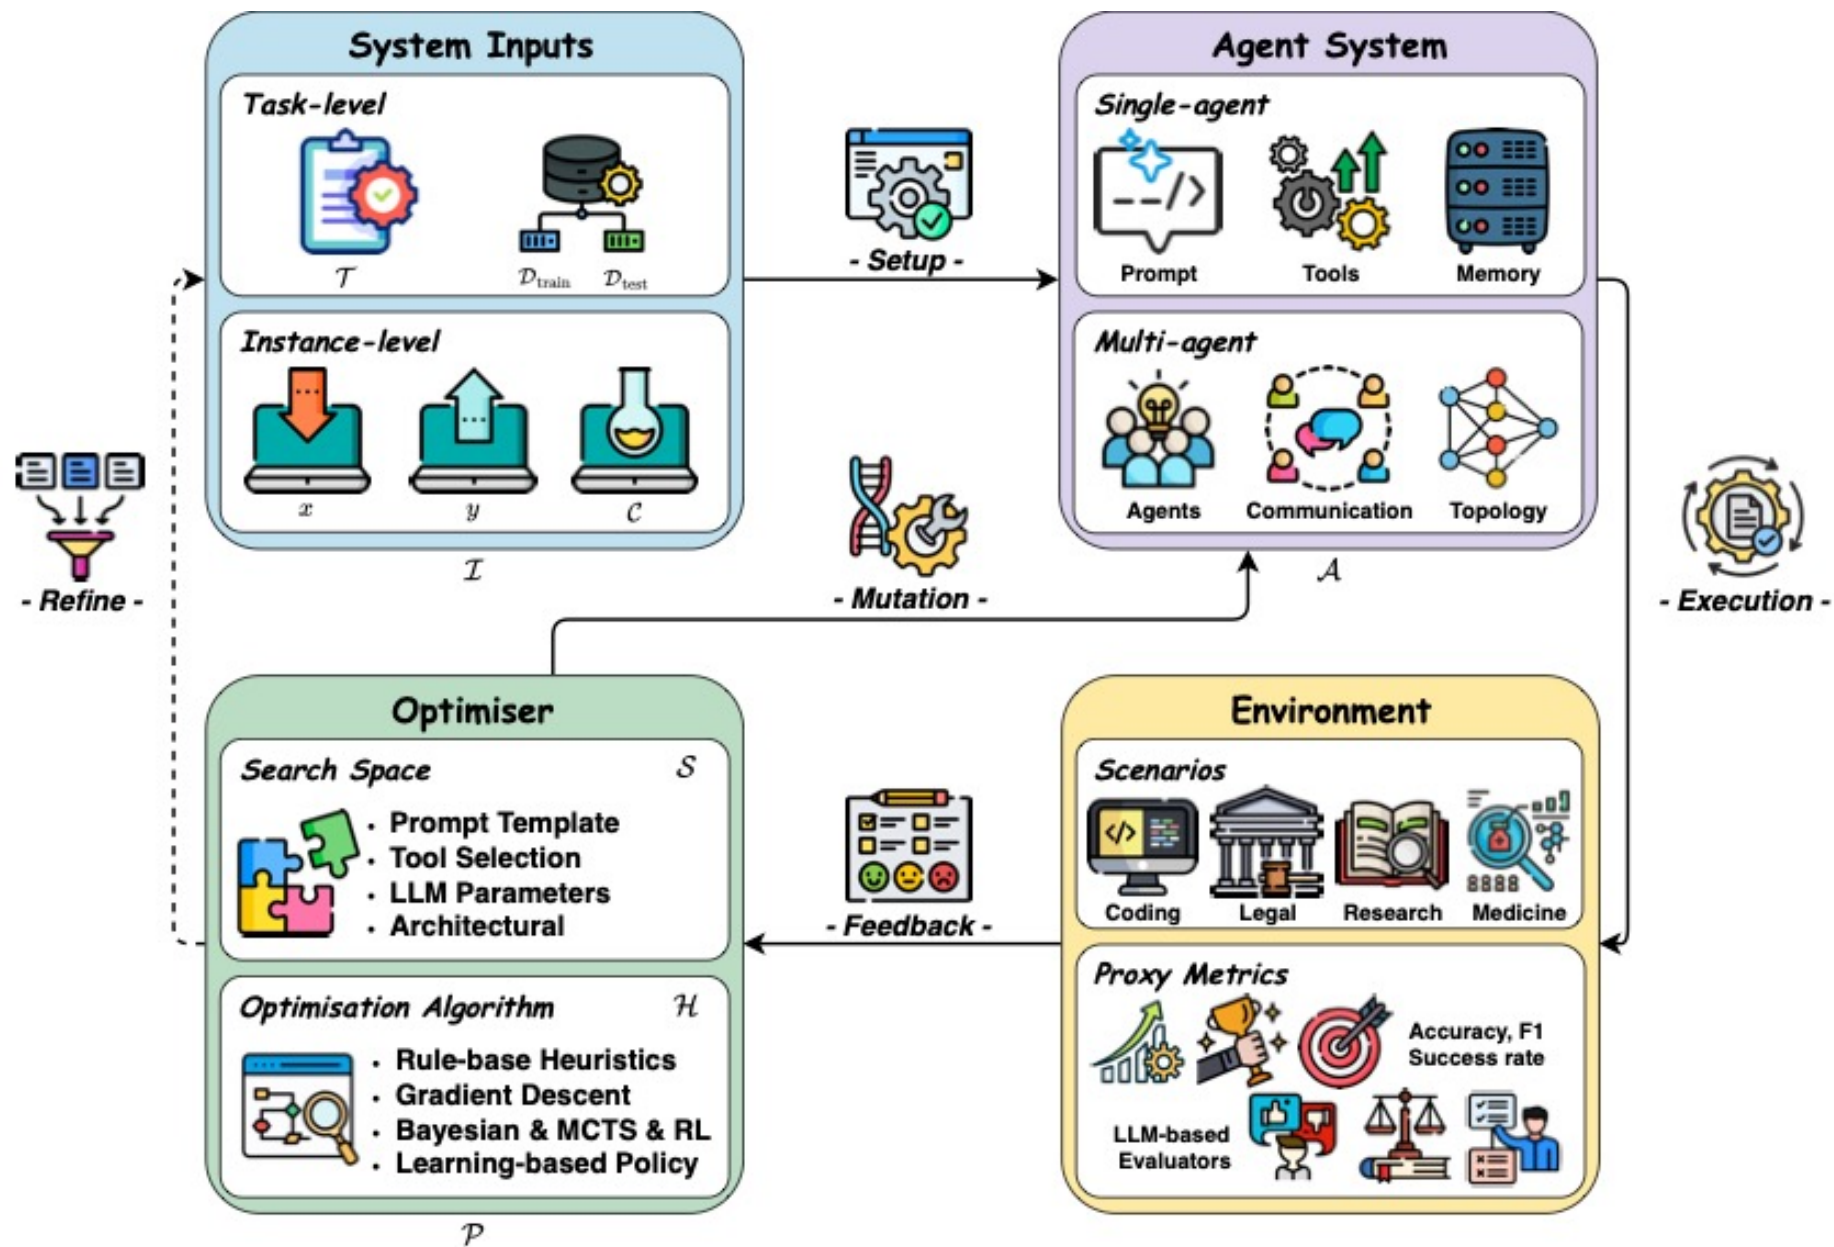 System Inputs
Task-level
𝒯
𝒟train
𝒟test
Instance-level
x
y
𝒞
ℐ
- Setup -
Agent System
Single-agent
--/>
Prompt
Tools
Memory
Multi-agent
Agents
Communication
Topology
𝒜
- Refine -
- Mutation -
- Execution -
Optimiser
Search Space
𝒮
· Prompt Template
· Tool Selection
· LLM Parameters
· Architectural
Optimisation Algorithm
ℋ
· Rule-base Heuristics
· Gradient Descent
· Bayesian & MCTS & RL
· Learning-based Policy
𝒫
- Feedback -
Environment
Scenarios
</>
Coding
Legal
Research
Medicine
Proxy Metrics
Accuracy, F1
Success rate
LLM-based
Evaluators